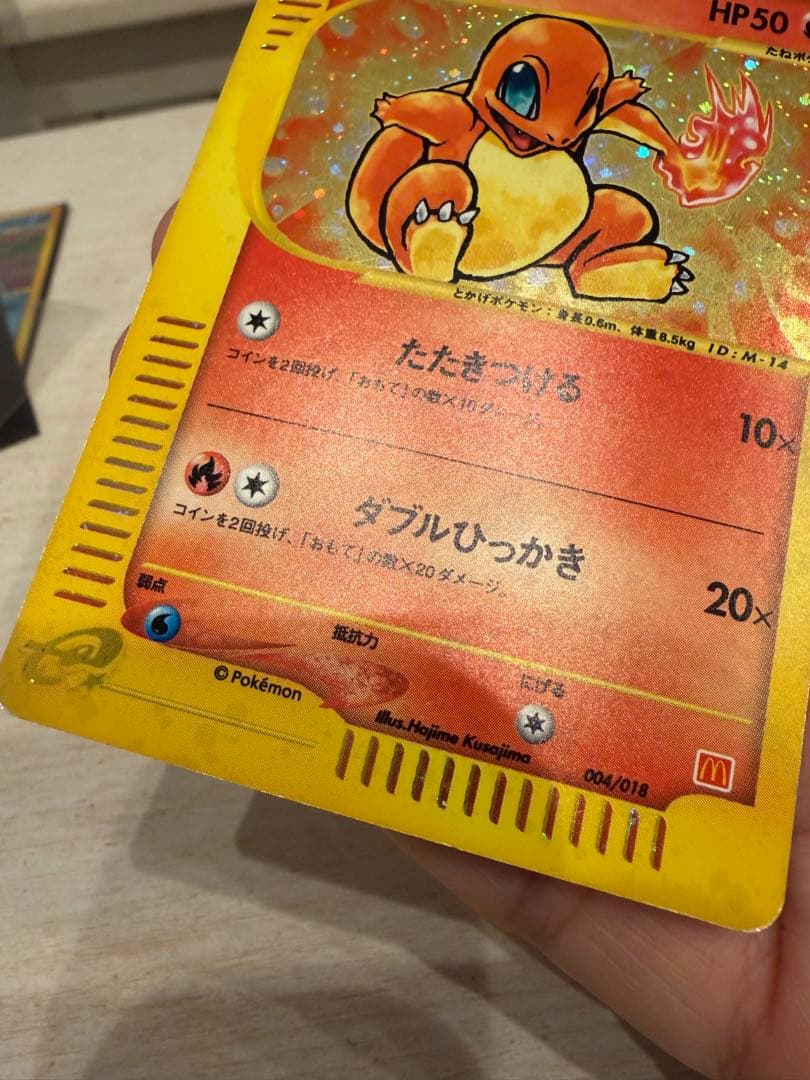 HP50
たねポケ
とかげポケモン：身長0.6m、体重8.5kg ID:M-14
たたきつける
10×
コインを2回投げ、「おもて」の数×10ダメージ。
ダブルひっかき
20×
コインを2回投げ、「おもて」の数×20ダメージ。
弱点
抵抗力
にげる
©Pokémon
Illus.Hajime Kusajima
004/018